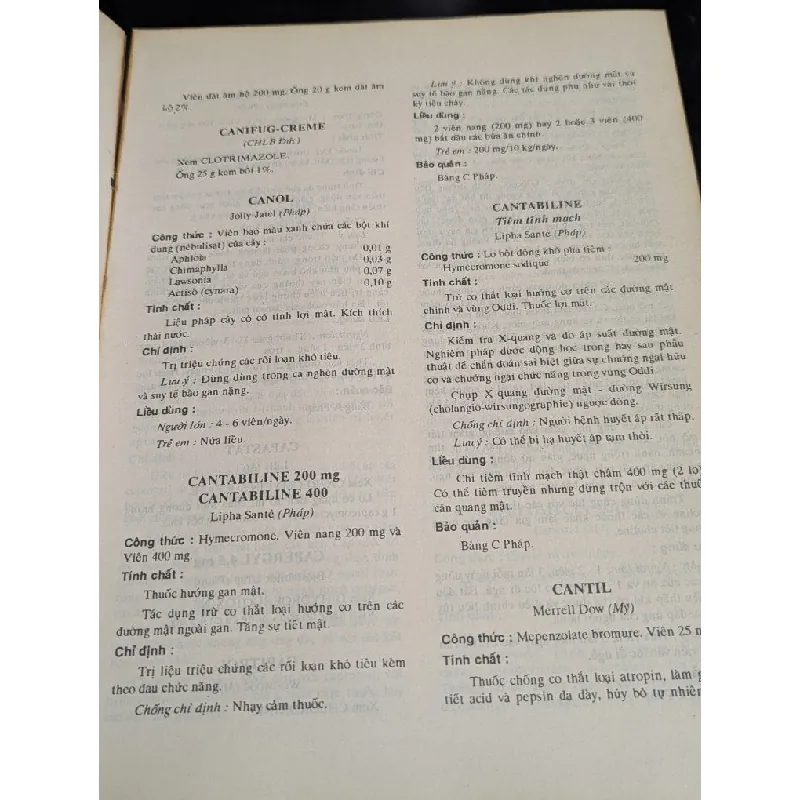 Viên đặt âm hộ 200 mg. Ống 20 g kem đặt âm
hộ 2%.
CANIFUG-CREME
(CHLB Đức)
Xem CLOTRIMAZOLE.
Ống 25 g kem bôi 1%.
CANOL
Jolly-Jatel (Pháp)
Công thức : Viên bao màu xanh chứa các bột khí
dung (nébulisat) của cây :
Aphloia 0,01 g
Chimaphylla 0,03 g
Lawsonia 0,07 g
Actisô (cynara) 0,10 g
Tính chất :
Liệu pháp cây cỏ có tính lợi mật. Kích thích
thải nước.
Chỉ định :
Trị triệu chứng các rối loạn khó tiêu.
Lưu ý : Đừng dùng trong ca nghẽn đường mật
và suy tế bào gan nặng.
Liều dùng :
Người lớn : 4 - 6 viên/ngày.
Trẻ em : Nửa liều
CANTABILINE 200 mg
CANTABILINE 400
Lipha Santé (Pháp)
Công thức : Hymecromone. Viên nang 200 mg và
Viên 400 mg.
Tính chất :
Thuốc hướng gan mật.
Tác dụng trừ co thắt loại hướng cơ trên các
đường mật ngoài gan. Tăng sự tiết mật.
Chỉ định :
Trị liệu triệu chứng các rối loạn khó tiêu kèm
theo đau chức năng.
Chống chỉ định : Nhạy cảm thuốc.
Lưu ý : Không dùng khi nghẽn đường mật và
suy tế bào gan nặng. Các tác dụng phụ như sau thời
kỳ tiêu chảy.
Liều dùng :
2 viên nang (200 mg) hay 2 hoặc 3 viên (400
mg) bắt đầu các bữa ăn chính.
Trẻ em : 200 mg/10 kg/ngày.
Bảo quản :
Bảng C Pháp.
CANTABILINE
Tiêm tĩnh mạch
Lipha Santé (Pháp)
Công thức : Lọ bột đông khô pha tiêm :
Hymecromone sodique 200 mg
Tính chất :
Trừ co thắt loại hướng cơ trên các đường mật
chính và vùng Oddi. Thuốc lợi mật.
Chỉ định :
Kiểm tra X-quang và đo áp suất đường mật.
Nghiệm pháp dược động học trong hay sau phẫu
thuật để chẩn đoán sai biệt giữa sự chướng ngại hữu
cơ và chướng ngại chức năng trong vùng Oddi.
Chụp X quang đường mật - đường Wirsung
(cholangio-wirsungographie) ngược dòng.
Chống chỉ định : Người bệnh huyết áp rất thấp.
Lưu ý : Có thể bị hạ huyết áp tạm thời.
Liều dùng :
Chỉ tiêm tĩnh mạch thật chậm 400 mg (2 lọ
Có thể tiêm truyền nhưng đừng trộn với các thuố
cản quang mật.
Bảo quản :
Bảng C Pháp.
CANTIL
Merrell Dow (Mỹ)
Công thức : Mepenzolate bromure. Viên 25 m
Tính chất :
Thuốc chống co thắt loại atropin, làm g
tiết acid và pepsin dạ dày, hủy bỏ tự nhiên